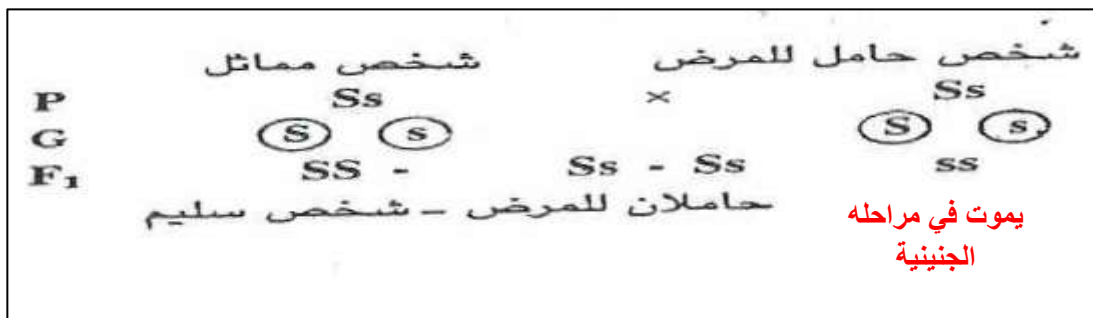 شخص حامل للمرض شخص مماثل
P Ss × Ss
G S s S s
F₁ SS - Ss - Ss ss
حاملان للمرض – شخص سليم
يموت في مراحله
الجنينية